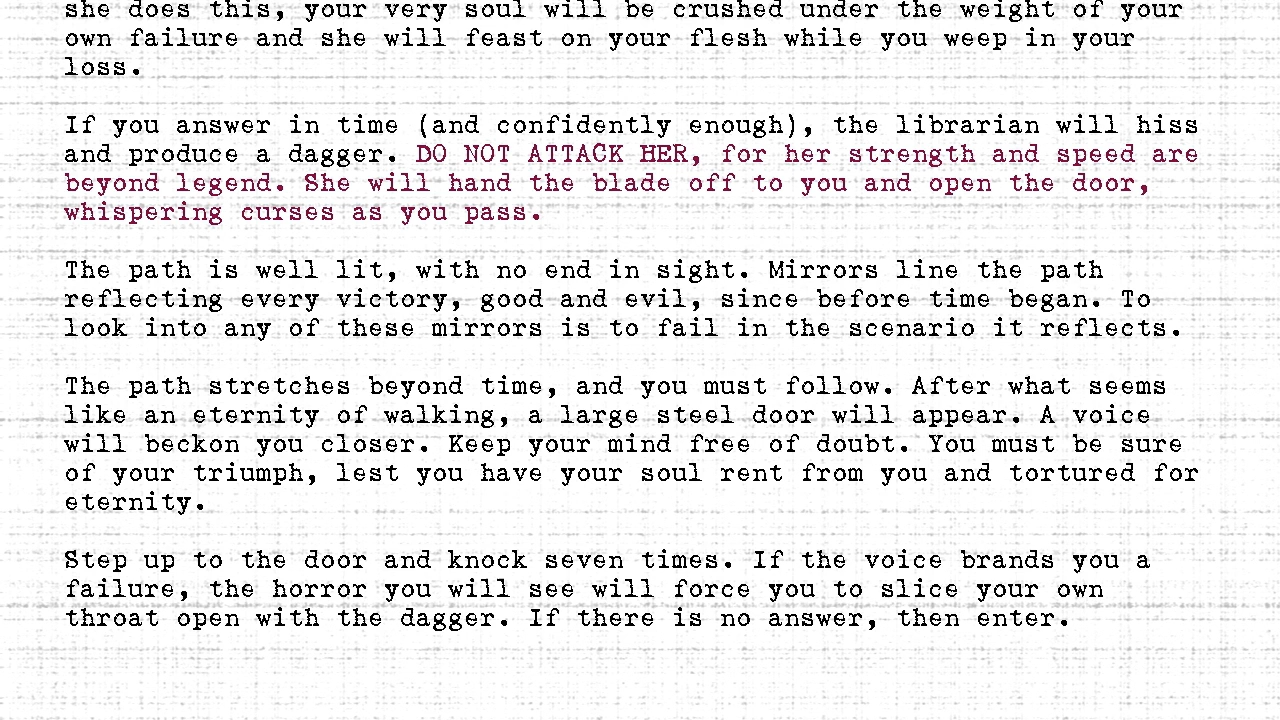 she does this, your very soul will be crushed under the weight of your
own failure and she will feast on your flesh while you weep in your
loss.
If you answer in time (and confidently enough), the librarian will hiss
and produce a dagger. DO NOT ATTACK HER, for her strength and speed are
beyond legend. She will hand the blade off to you and open the door,
whispering curses as you pass.
The path is well lit, with no end in sight. Mirrors line the path
reflecting every victory, good and evil, since before time began. To
look into any of these mirrors is to fail in the scenario it reflects.
The path stretches beyond time, and you must follow. After what seems
like an eternity of walking, a large steel door will appear. A voice
will beckon you closer. Keep your mind free of doubt. You must be sure
of your triumph, lest you have your soul rent from you and tortured for
eternity.
Step up to the door and knock seven times. If the voice brands you a
failure, the horror you will see will force you to slice your own
throat open with the dagger. If there is no answer, then enter.